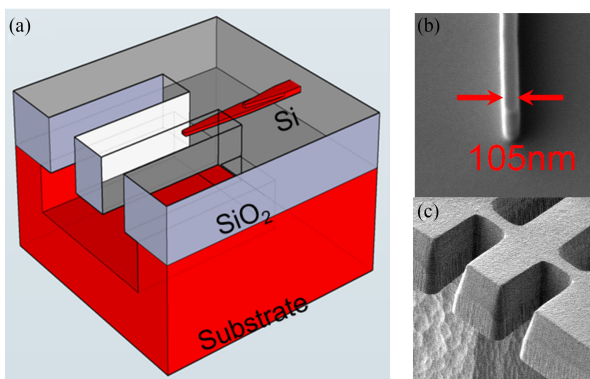 (a)
Si
SiO₂
Substrate
(b)
105nm
(c)